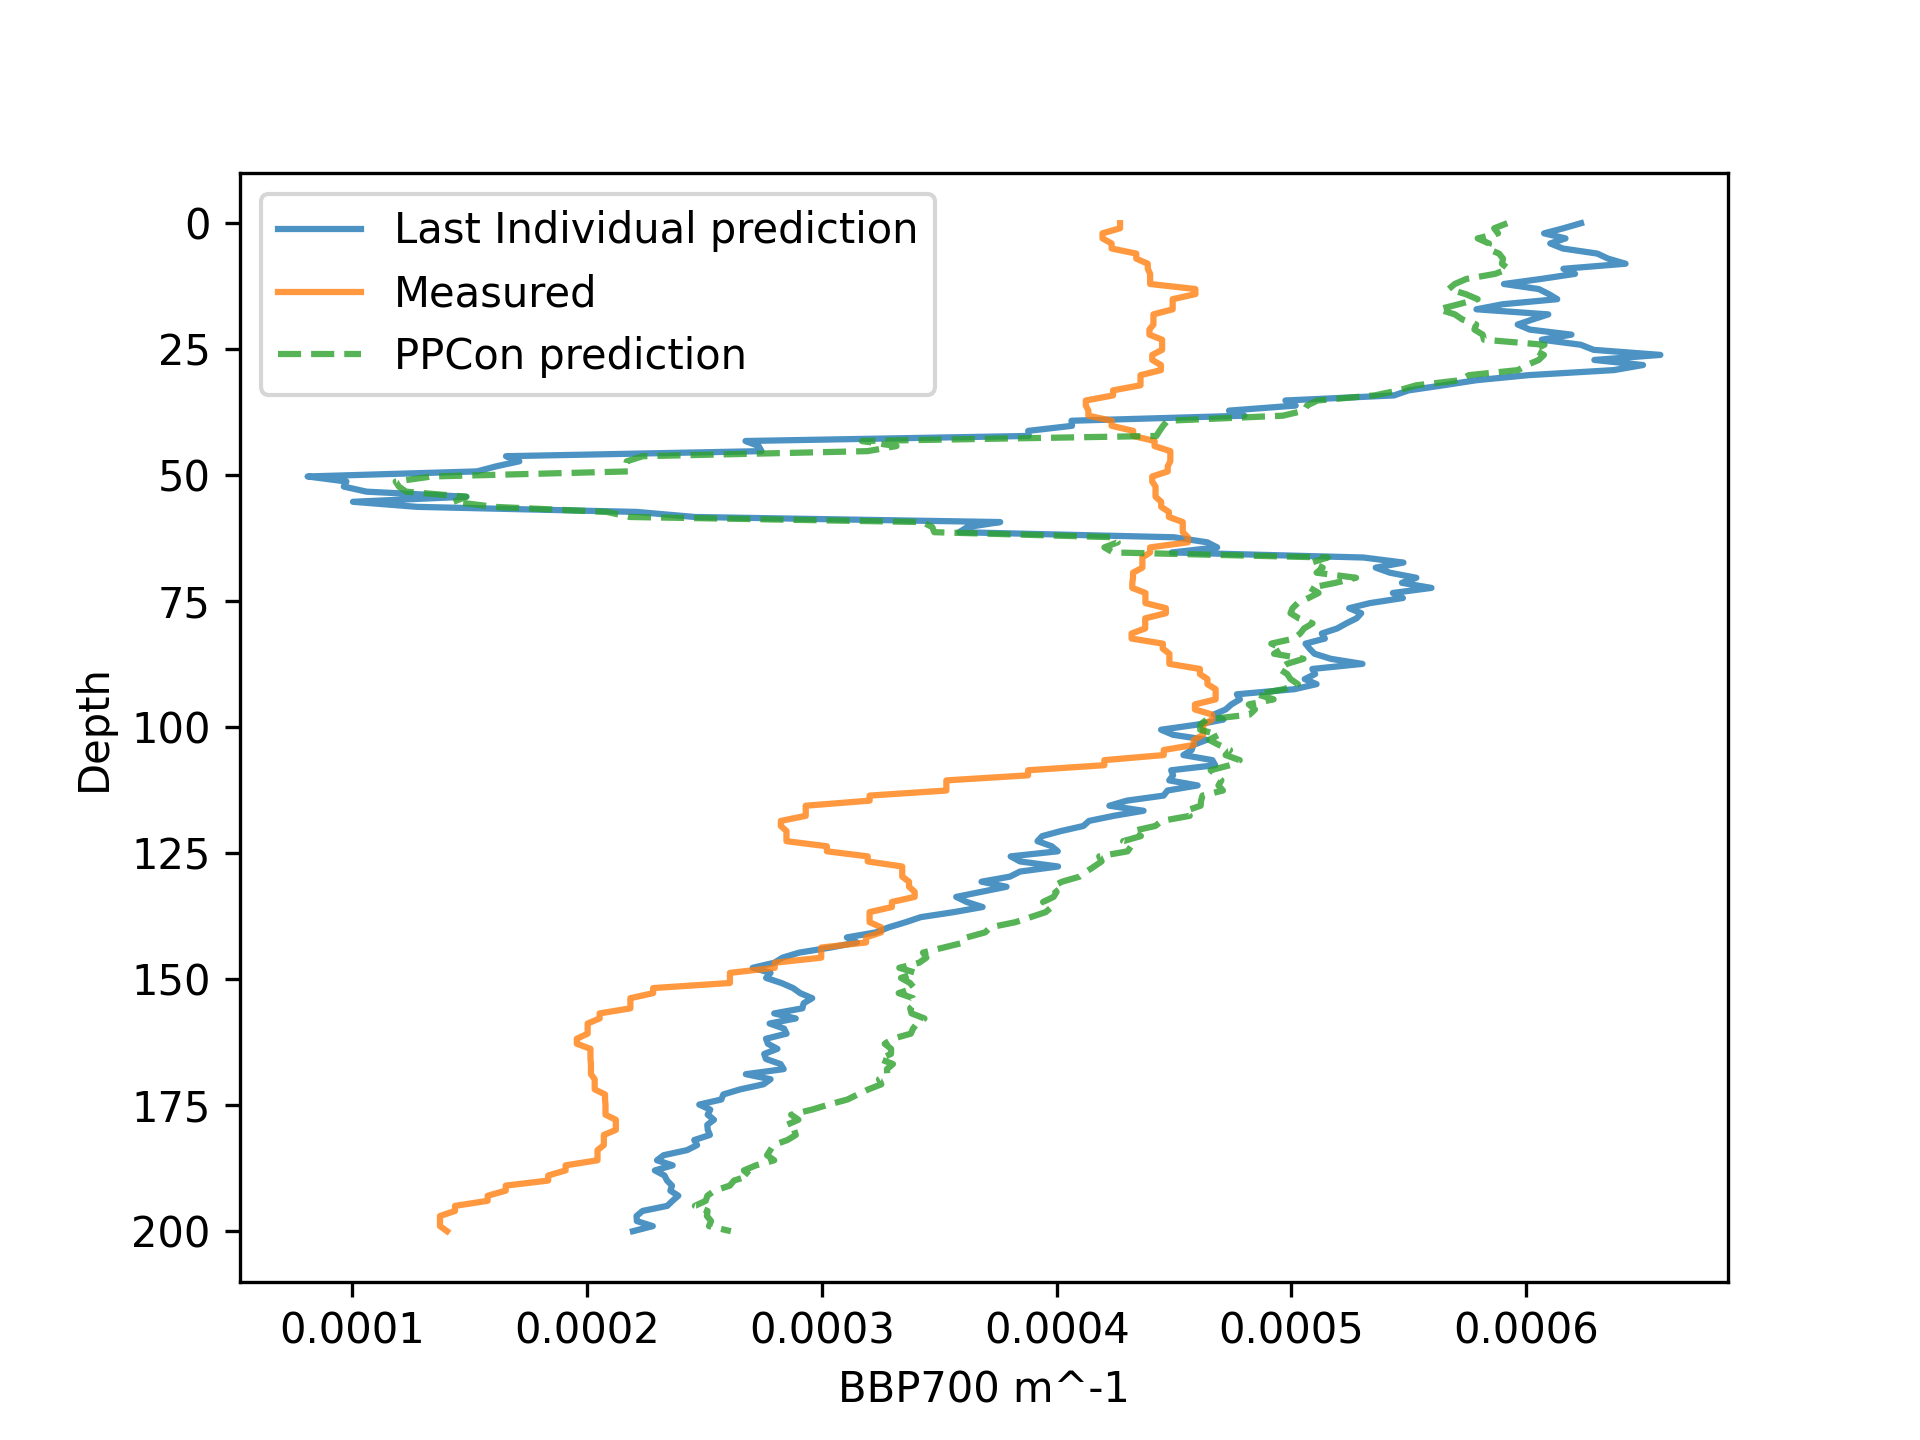 Last Individual prediction
Measured
PPCon prediction
0
25
50
75
100
125
150
175
200
Depth
0.0001 0.0002 0.0003 0.0004 0.0005 0.0006
BBP700 m^-1